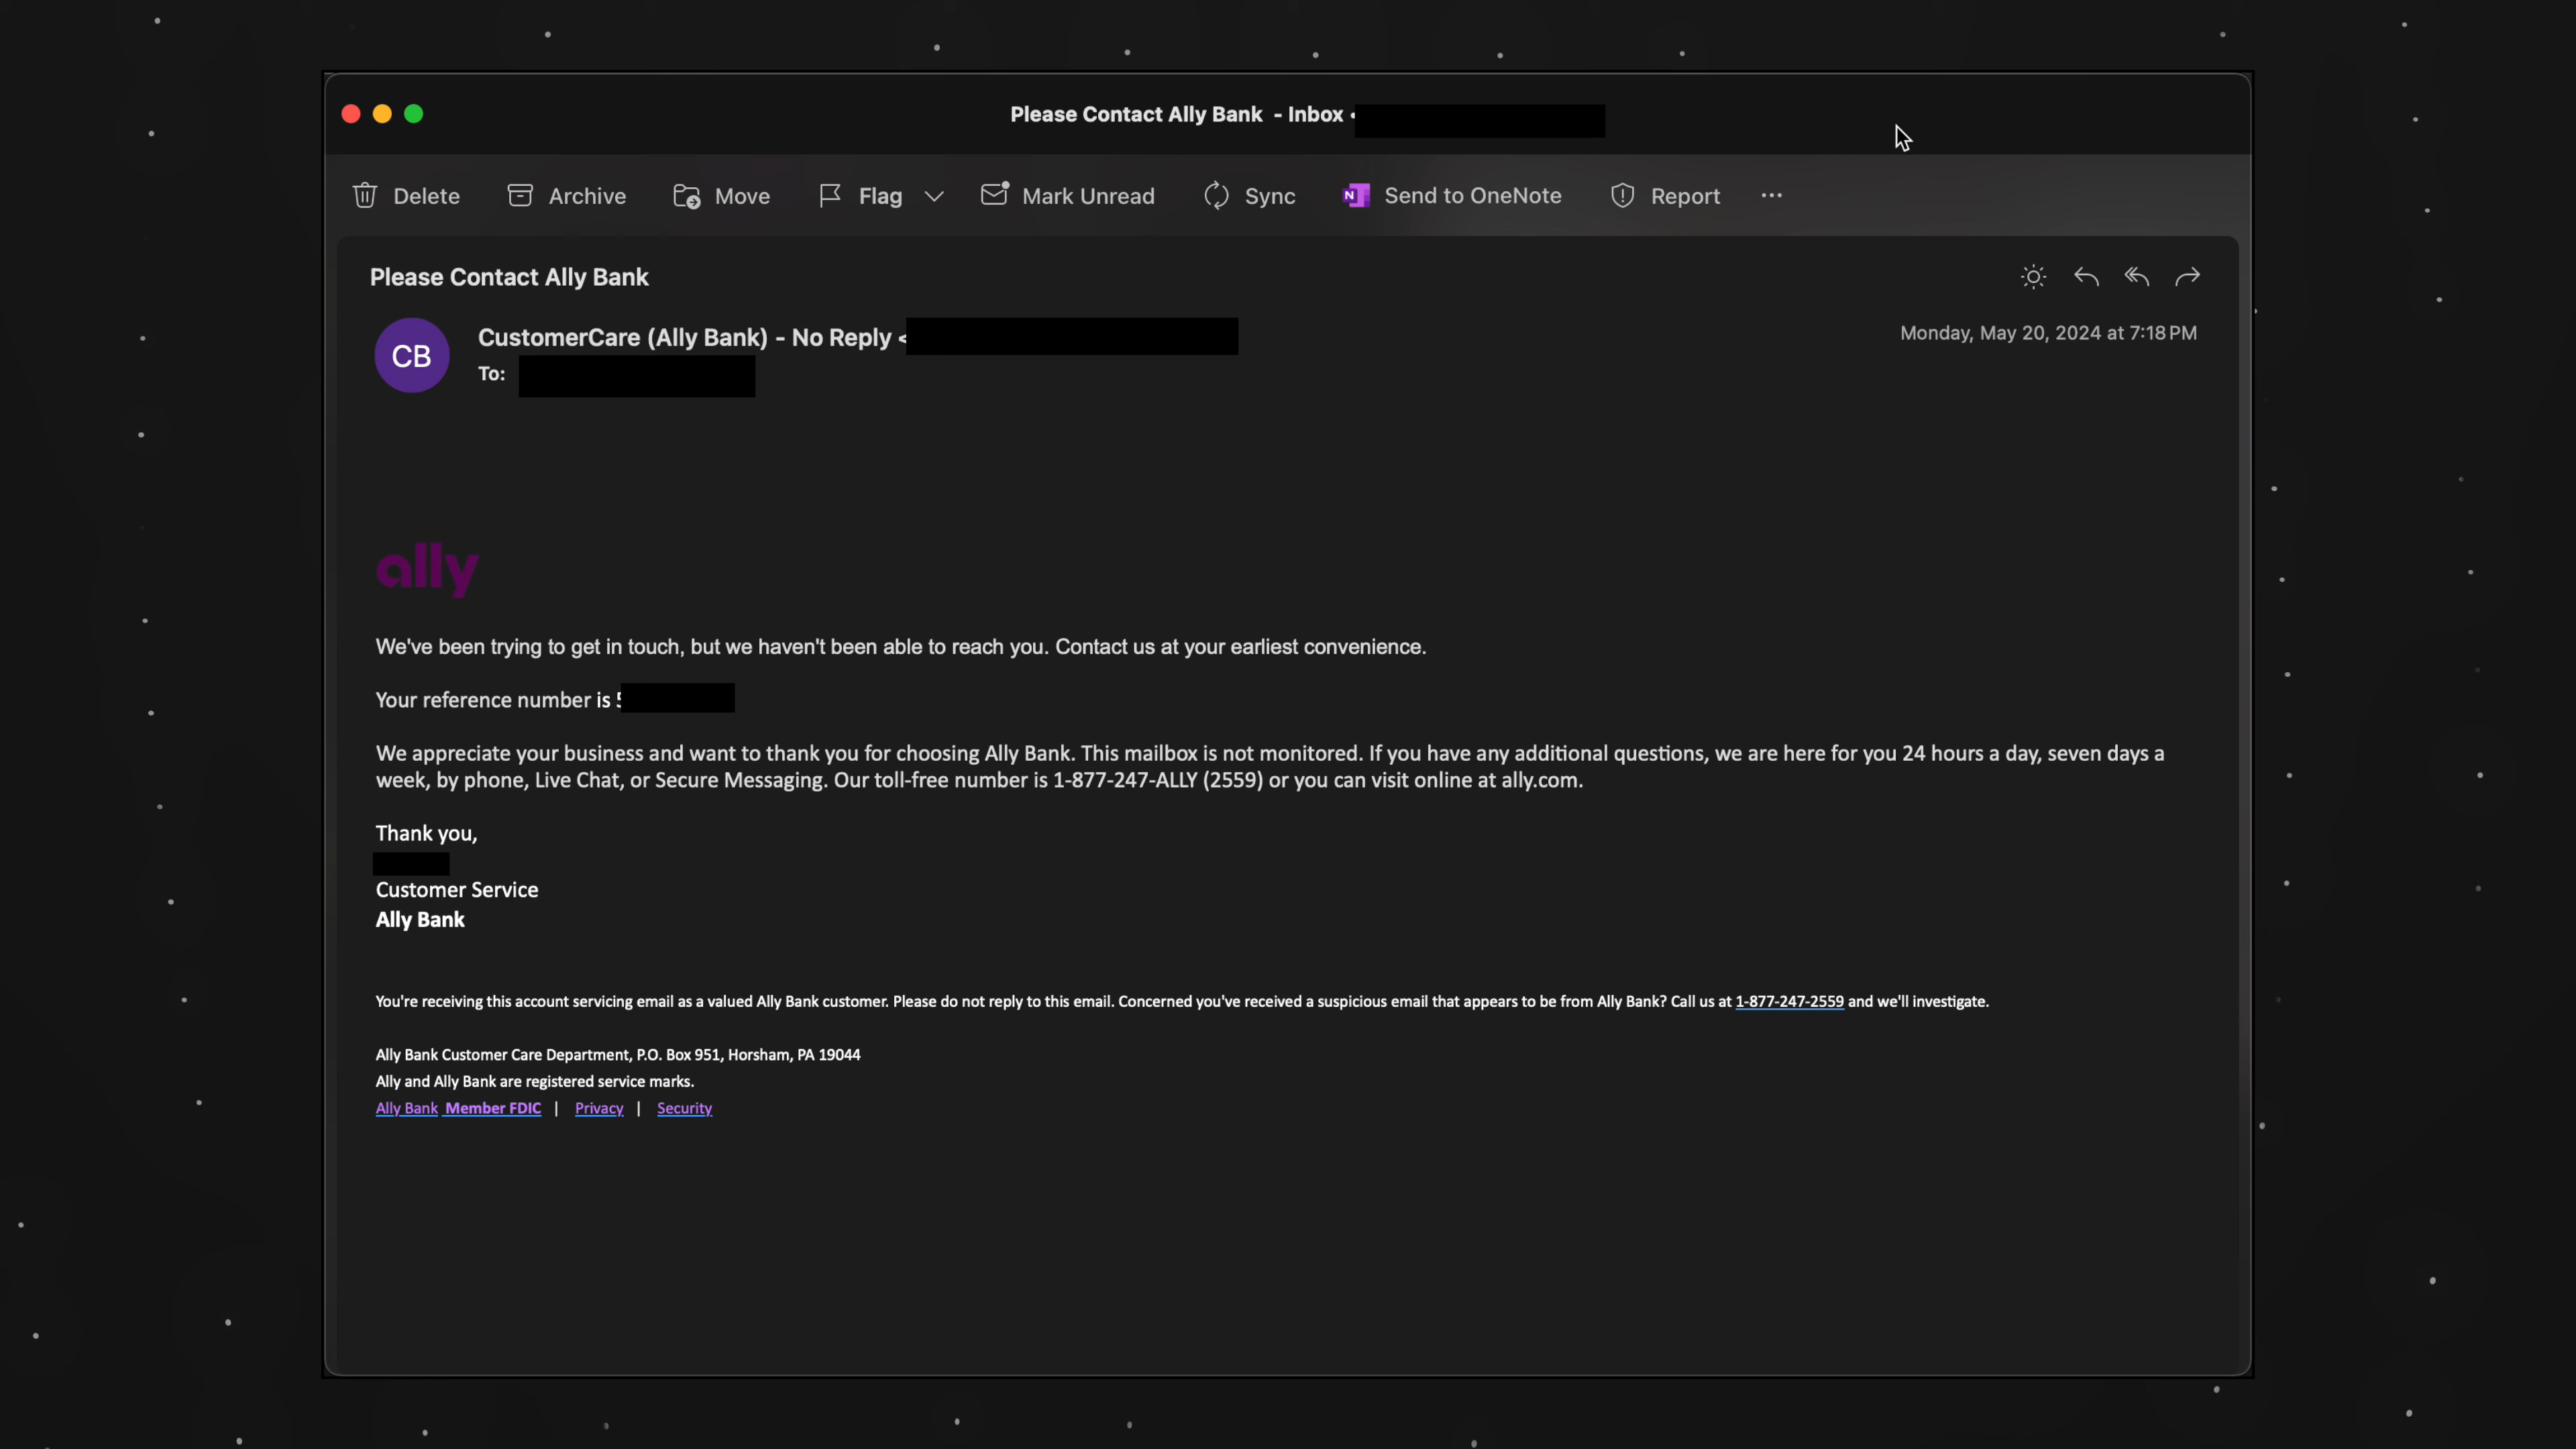 Please Contact Ally Bank - Inbox •
Delete Archive Move Flag Mark Unread Sync Send to OneNote Report
Please Contact Ally Bank
CB
CustomerCare (Ally Bank) - No Reply <
Monday, May 20, 2024 at 7:18 PM
To:
ally
We've been trying to get in touch, but we haven't been able to reach you. Contact us at your earliest convenience.
Your reference number is
We appreciate your business and want to thank you for choosing Ally Bank. This mailbox is not monitored. If you have any additional questions, we are here for you 24 hours a day, seven days a
week, by phone, Live Chat, or Secure Messaging. Our toll-free number is 1-877-247-ALLY (2559) or you can visit online at ally.com.
Thank you,
Customer Service
Ally Bank
You're receiving this account servicing email as a valued Ally Bank customer. Please do not reply to this email. Concerned you've received a suspicious email that appears to be from Ally Bank? Call us at 1-877-247-2559 and we'll investigate.
Ally Bank Customer Care Department, P.O. Box 951, Horsham, PA 19044
Ally and Ally Bank are registered service marks.
Ally Bank Member FDIC | Privacy | Security